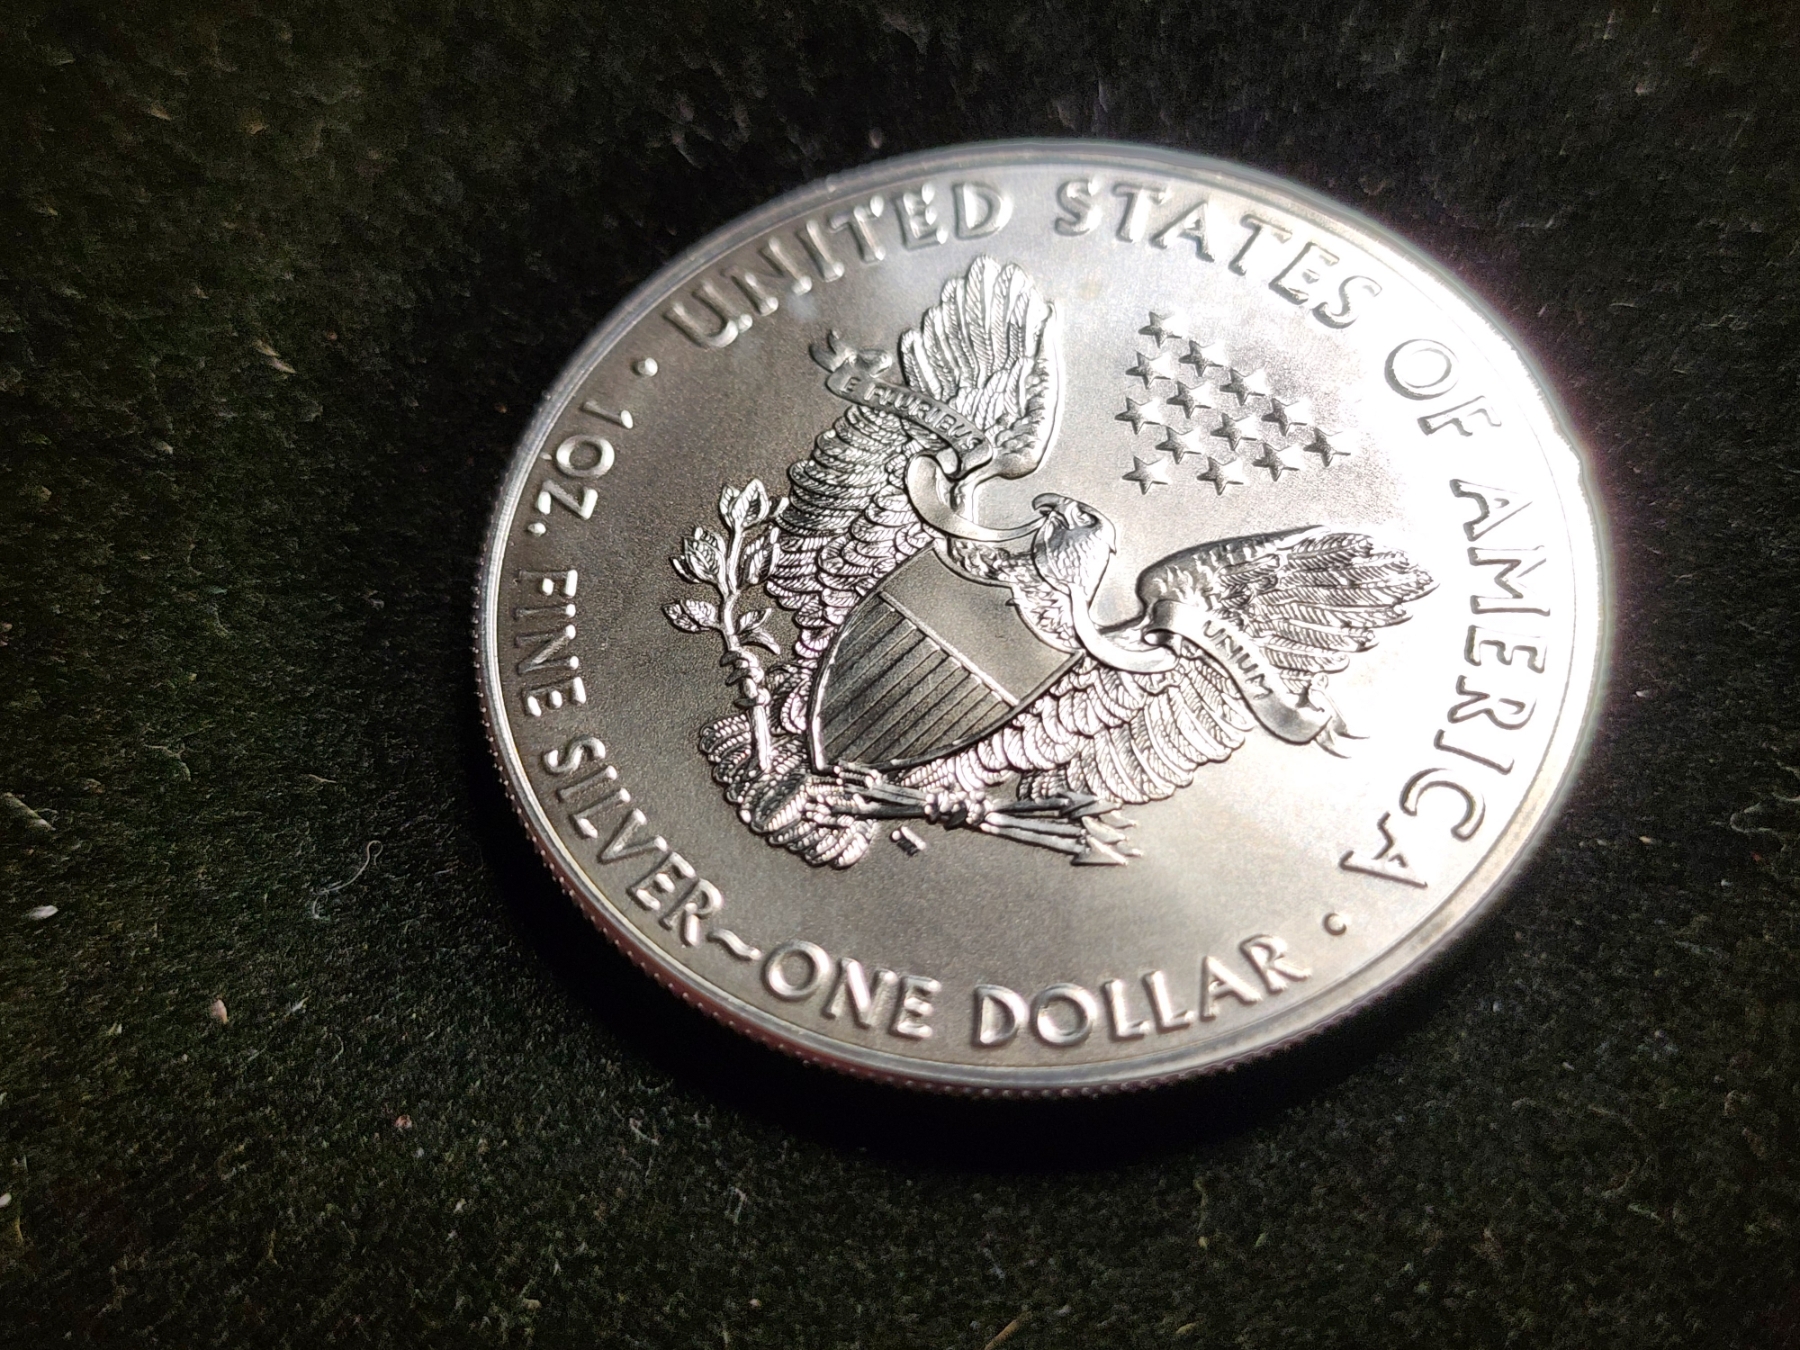 UNITED STATES OF AMERICA
1 OZ. FINE SILVER~ONE DOLLAR
E PLURIBUS
UNUM